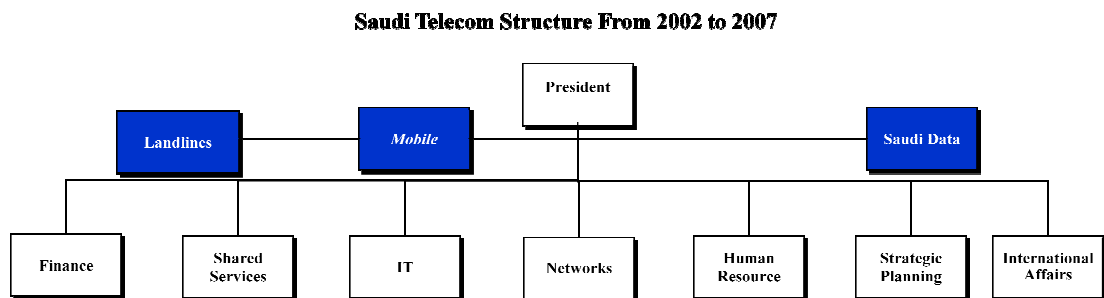 Saudi Telecom Structure From 2002 to 2007
President
Landlines
Mobile
Saudi Data
Finance
Shared
Services
IT
Networks
Human
Resource
Strategic
Planning
International
Affairs